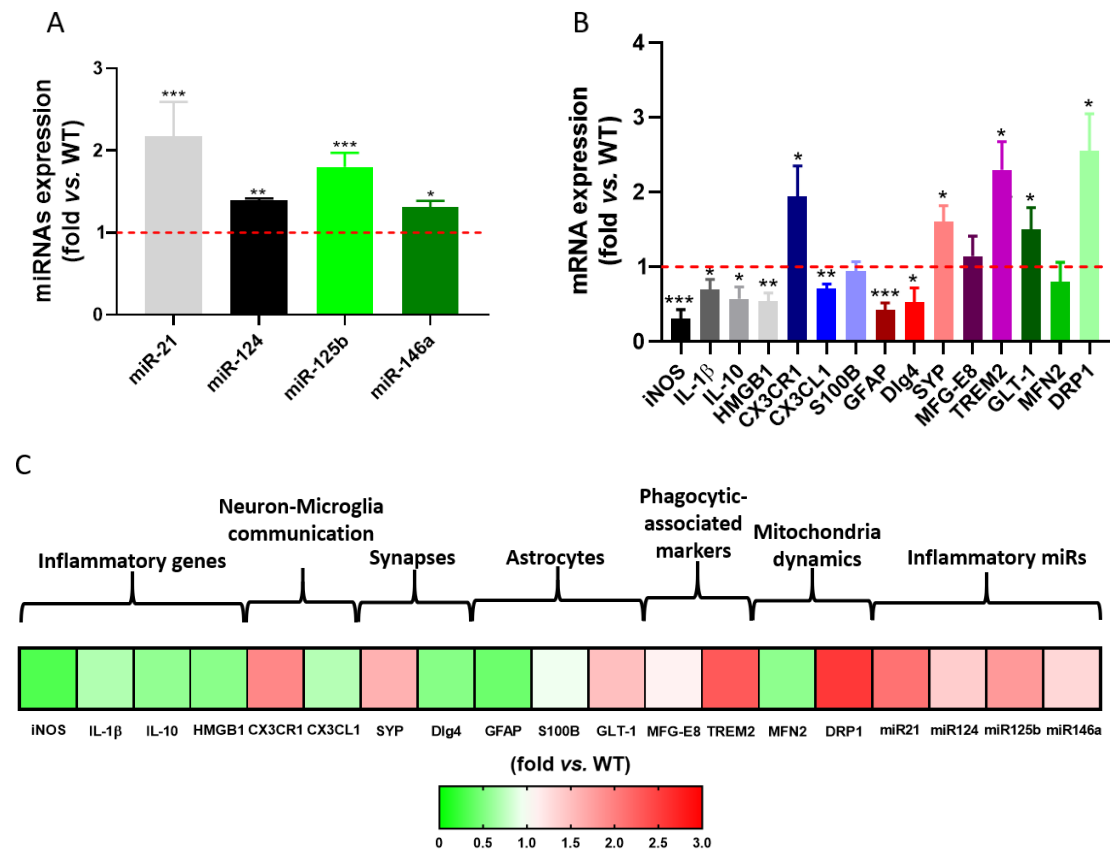 A
miRNAs expression
(fold vs. WT)
3
2
1
0
***
**
***
*
miR-21
miR-124
miR-125b
miR-146a
B
mRNA expression
(fold vs. WT)
4
3
2
1
0
***
*
*
**
*
**
***
*
*
*
*
*
iNOS
IL-1β
IL-10
HMGB1
CX3CR1
CX3CL1
S100B
GFAP
Dlg4
SYP
MFG-E8
TREM2
GLT-1
MFN2
DRP1
C
Inflammatory genes
Neuron-Microglia
communication
Synapses
Astrocytes
Phagocytic-
associated
markers
Mitochondria
dynamics
Inflammatory miRs
iNOS IL-1β IL-10 HMGB1 CX3CR1 CX3CL1 SYP Dlg4 GFAP S100B GLT-1 MFG-E8 TREM2 MFN2 DRP1 miR21 miR124 miR125b miR146a
(fold vs. WT)
0 0.5 1.0 1.5 2.0 2.5 3.0